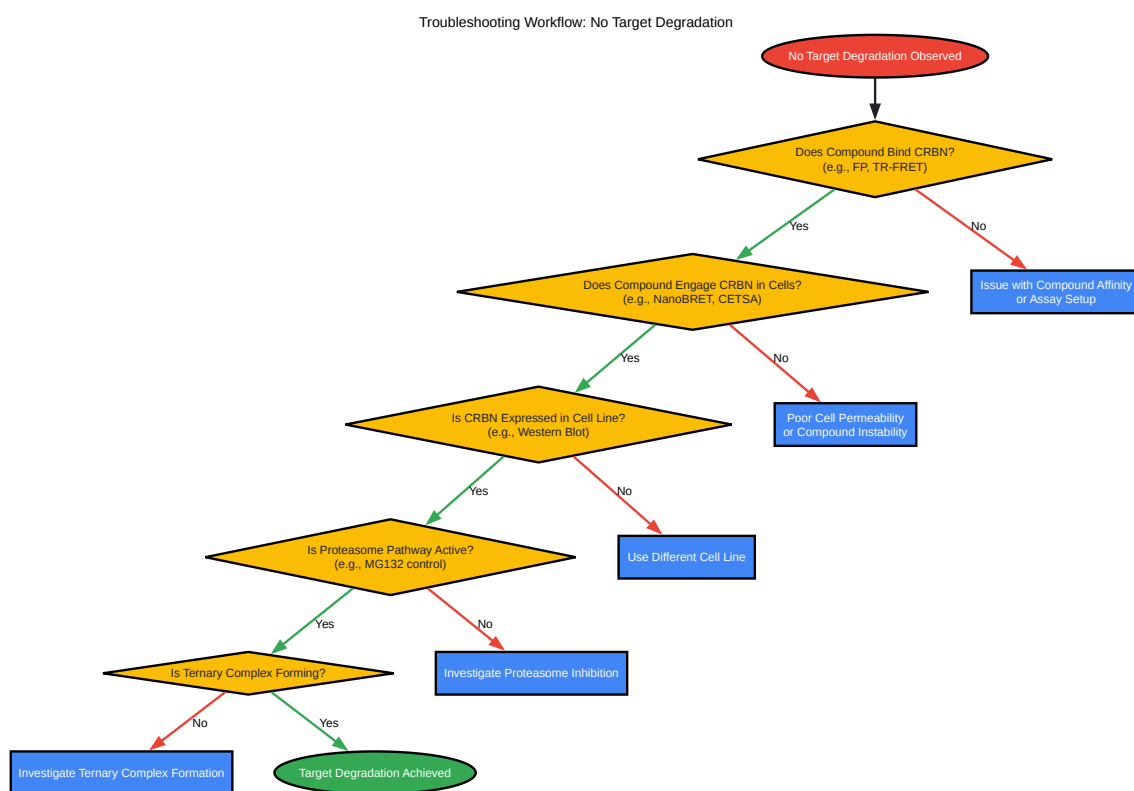 Troubleshooting Workflow: No Target Degradation
No Target Degradation Observed
Does Compound Bind CRBN?
(e.g., FP, TR-FRET)
Yes
No
Does Compound Engage CRBN in Cells?
(e.g., NanoBRET, CETSA)
Issue with Compound Affinity
or Assay Setup
Yes
No
Is CRBN Expressed in Cell Line?
(e.g., Western Blot)
Poor Cell Permeability
or Compound Instability
Yes
No
Is Proteasome Pathway Active?
(e.g., MG132 control)
Use Different Cell Line
Yes
No
Is Ternary Complex Forming?
Investigate Proteasome Inhibition
No
Yes
Investigate Ternary Complex Formation
Target Degradation Achieved